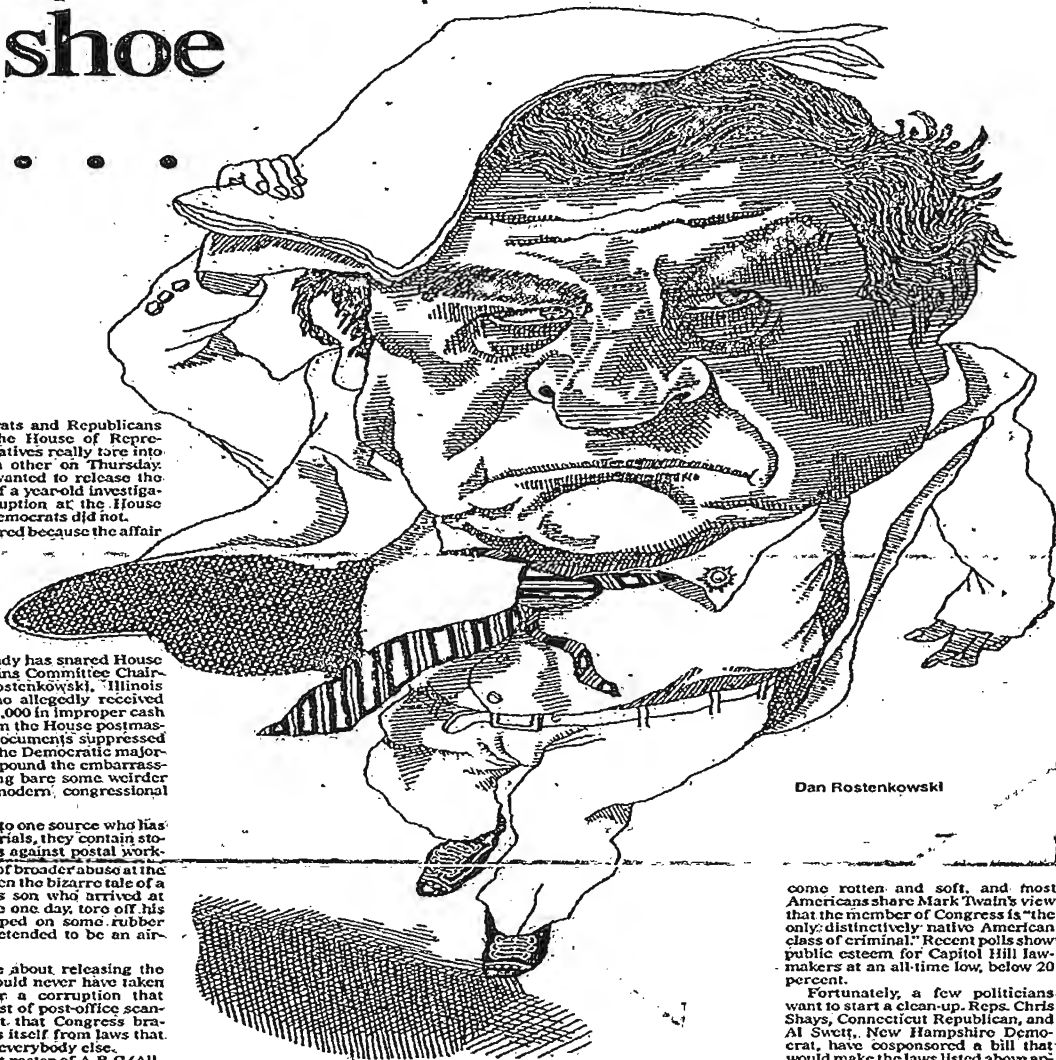 shoe
. . .
rats and Republicans
he House of Repre-
atives really tore into
other on Thursday.
vanted to release the
f a year-old investiga-
uption at the House
emocrats did not.
red because the affair
dy has snared House
ns Committee Chair-
ostenkowski, Illinois
o allegedly received
,000 in improper cash
m the House postmas-
ocuments suppressed
he Democratic major-
pound the embarrass-
ng bare some weirder
modern congressional
to one source who has
rials, they contain sto-
s against postal work-
of broader abuse at the
en the bizarre tale of a
s son who arrived at
e one day, tore off his
ped on some rubber
etended to be an air-
e about releasing the
ould never have taken
r a corruption that
st of post-office scan-
t that Congress bra-
s itself from laws that
everybody else.
Dan Rostenkowski
come rotten and soft, and most
Americans share Mark Twain's view
that the member of Congress is "the
only distinctively native American
class of criminal." Recent polls show
public esteem for Capitol Hill law-
makers at an all-time low, below 20
percent.
Fortunately, a few politicians
want to start a clean-up. Reps. Chris
Shays, Connecticut Republican, and
Al Swett, New Hampshire Demo-
crat, have cosponsored a bill that
would make the laws listed above ap-